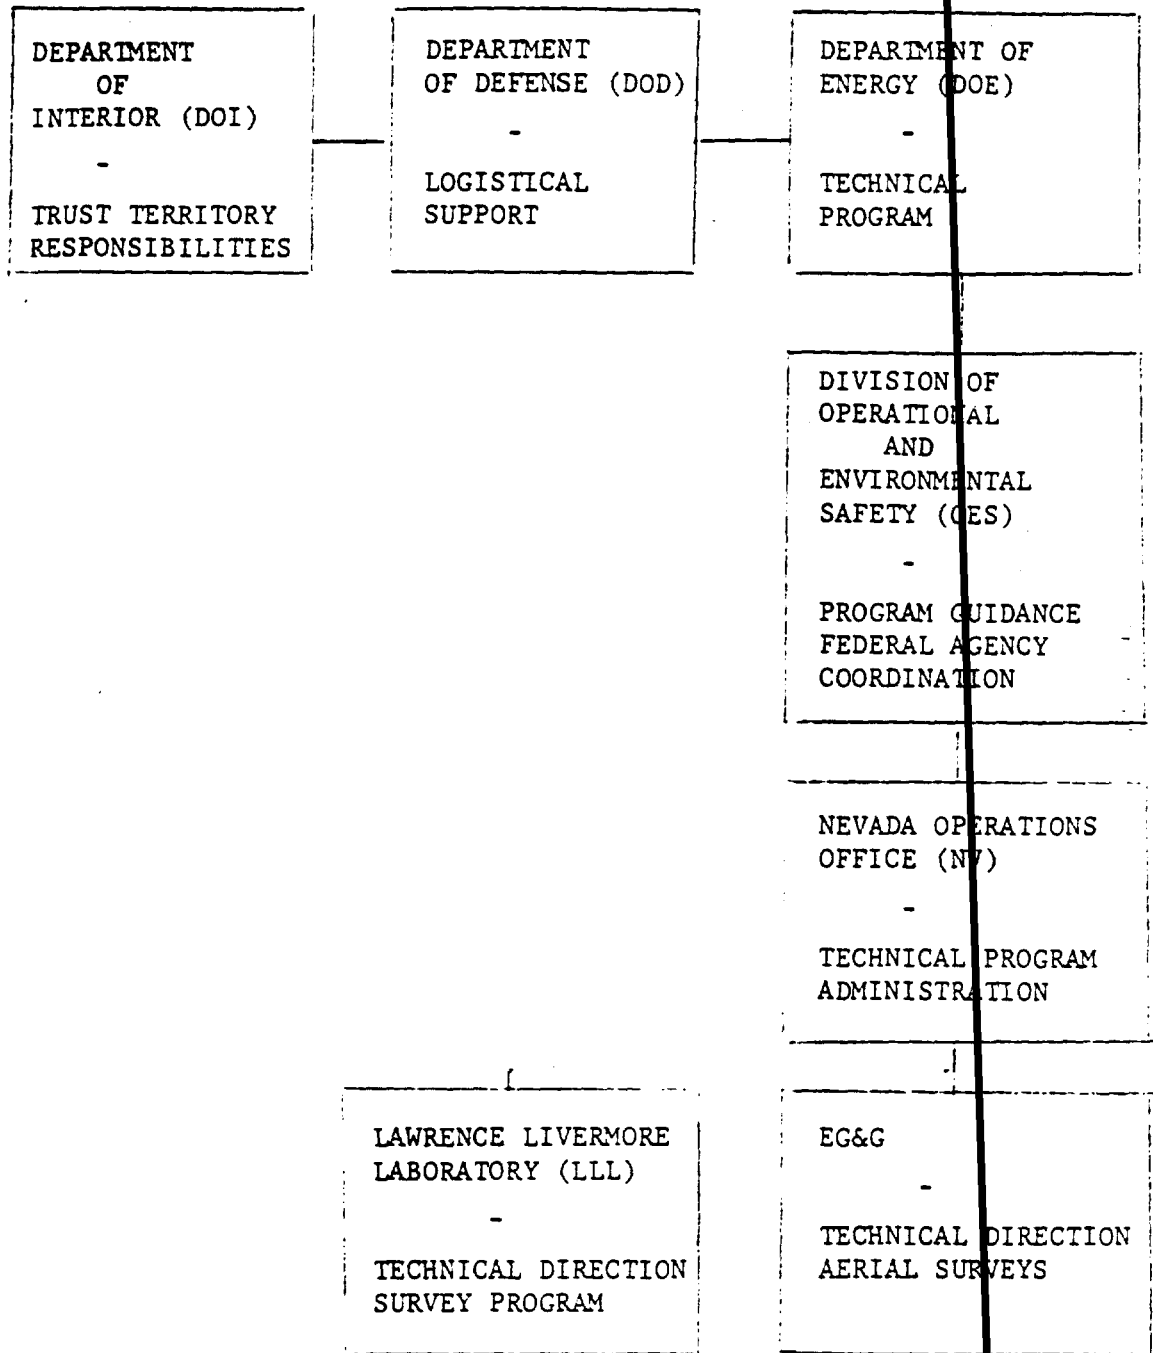 DEPARTMENT
OF
INTERIOR (DOI)
-
TRUST TERRITORY
RESPONSIBILITIES
DEPARTMENT
OF DEFENSE (DOD)
-
LOGISTICAL
SUPPORT
DEPARTMENT OF
ENERGY (DOE)
-
TECHNICAL
PROGRAM
DIVISION OF
OPERATIONAL
AND
ENVIRONMENTAL
SAFETY (OES)
-
PROGRAM GUIDANCE
FEDERAL AGENCY
COORDINATION
NEVADA OPERATIONS
OFFICE (NV)
-
TECHNICAL PROGRAM
ADMINISTRATION
LAWRENCE LIVERMORE
LABORATORY (LLL)
-
TECHNICAL DIRECTION
SURVEY PROGRAM
EG&G
-
TECHNICAL DIRECTION
AERIAL SURVEYS